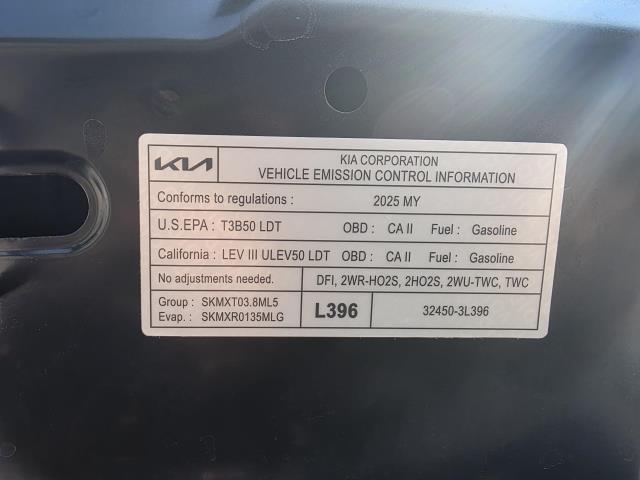 KIA
KIA CORPORATION
VEHICLE EMISSION CONTROL INFORMATION
Conforms to regulations : 2025 MY
U.S.EPA : T3B50 LDT OBD : CA II Fuel : Gasoline
California : LEV III ULEV50 LDT OBD : CA II Fuel : Gasoline
No adjustments needed. DFI, 2WR-HO2S, 2HO2S, 2WU-TWC, TWC
Group : SKMXT03.8ML5
Evap. : SKMXR0135MLG
L396
32450-3L396